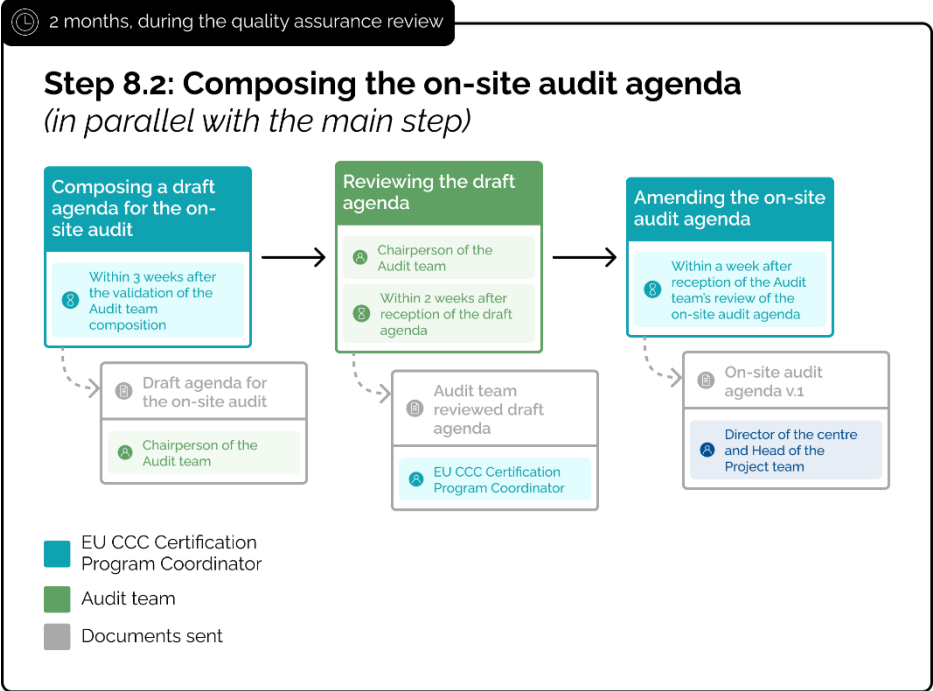 2 months, during the quality assurance review
Step 8.2: Composing the on-site audit agenda
(in parallel with the main step)
Composing a draft
agenda for the on-
site audit
Within 3 weeks after
the validation of the
Audit team
composition
Draft agenda for
the on-site audit
Chairperson of the
Audit team
Reviewing the draft
agenda
Chairperson of the
Audit team
Within 2 weeks after
reception of the draft
agenda
Audit team
reviewed draft
agenda
EU CCC Certification
Program Coordinator
Amending the on-site
audit agenda
Within a week after
reception of the Audit
team's review of the
on-site audit agenda
On-site audit
agenda v.1
Director of the centre
and Head of the
Project team
EU CCC Certification
Program Coordinator
Audit team
Documents sent